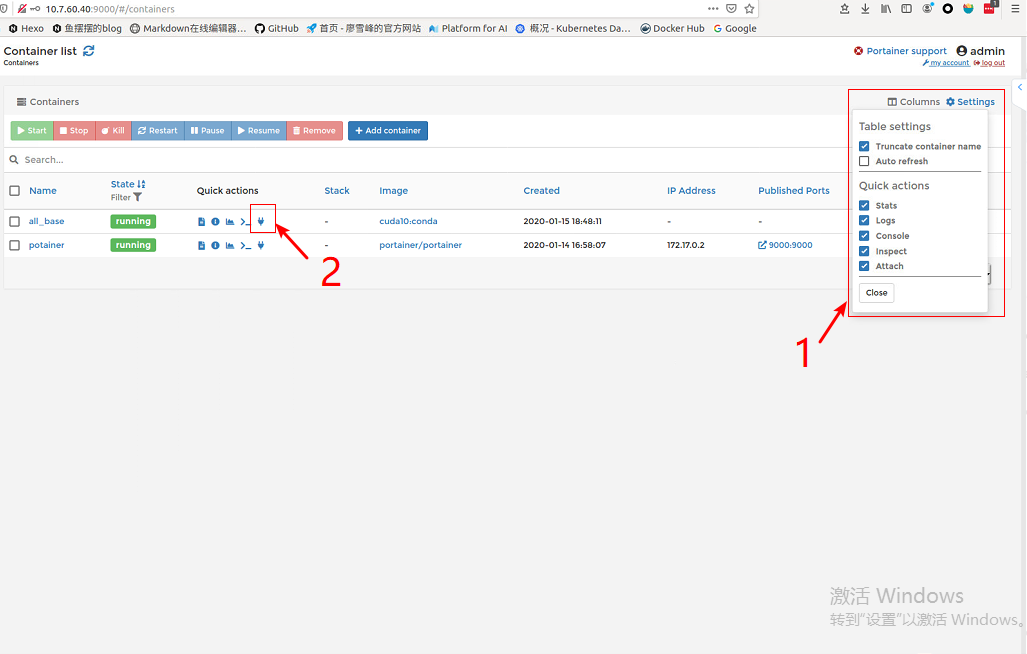 10.7.60.40:9000/#/containers
Hexo 鱼摆摆的blog Markdown在线编辑器... GitHub 首页 - 廖雪峰的官方网站 Platform for AI 概况 - Kubernetes Da... Docker Hub Google
Container list
Containers
Portainer support admin
my account log out
Containers
Columns Settings
Start Stop Kill Restart Pause Resume Remove Add container
Search...
Name State Filter Quick actions Stack Image Created IP Address Published Ports
all_base running - cuda10:conda 2020-01-15 18:48:11 - -
potainer running - portainer/portainer 2020-01-14 16:58:07 172.17.0.2 9000:9000
Table settings
Truncate container name
Auto refresh
Quick actions
Stats
Logs
Console
Inspect
Attach
Close
1
2
激活 Windows
转到"设置"以激活 Windows。